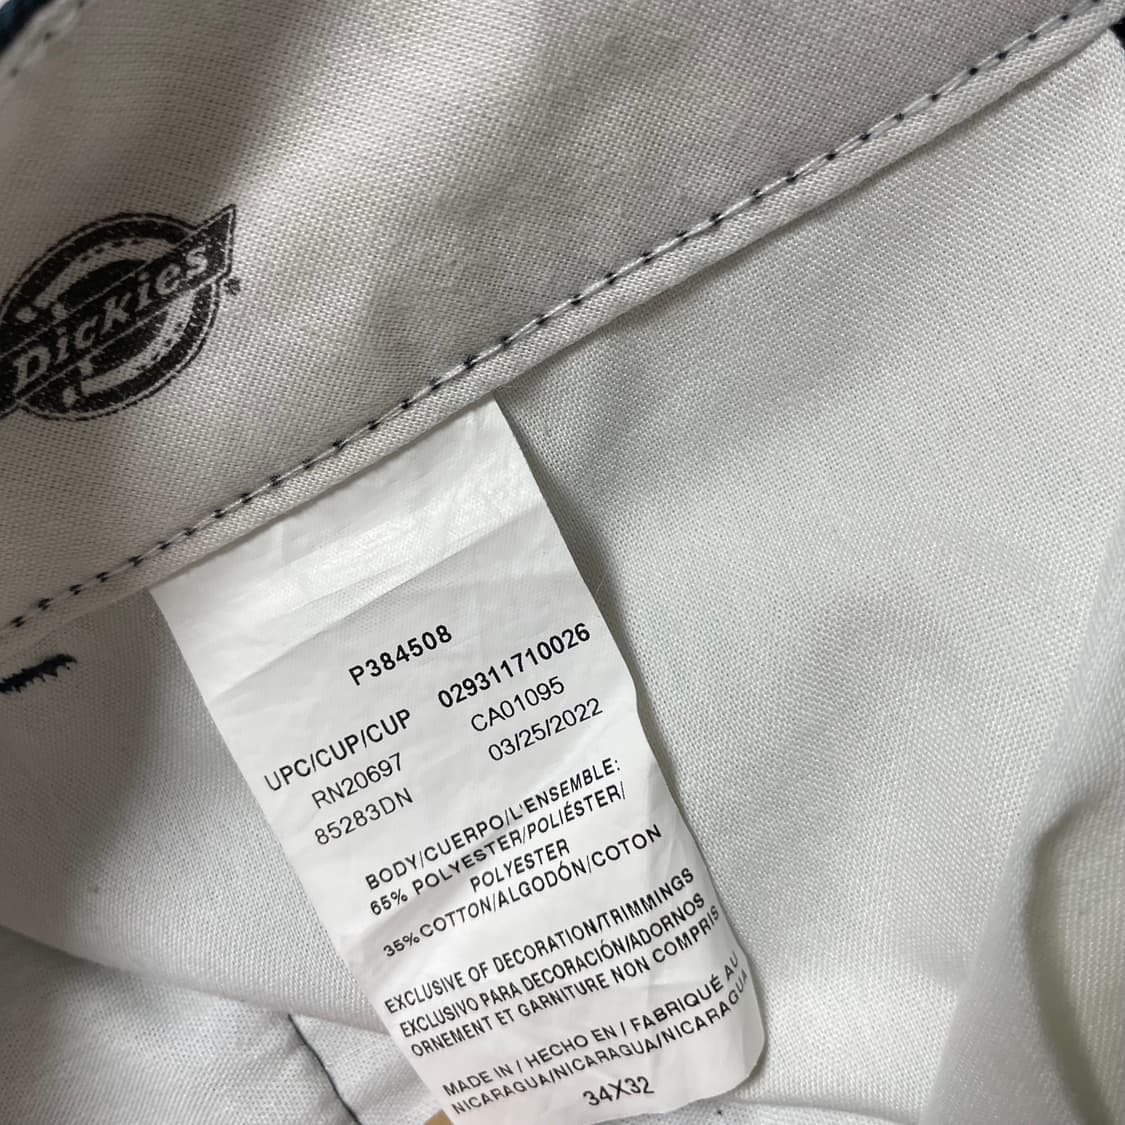 Dickies
P384508
UPC/CUP/CUP 029311710026
RN20697 CA01095
85283DN 03/25/2022
BODY/CUERPO/L'ENSEMBLE:
65% POLYESTER/POLIÉSTER/
POLYESTER
35% COTTON/ALGODÓN/COTON
EXCLUSIVE OF DECORATION/TRIMMINGS
EXCLUSIVO PARA DECORACIÓN/ADORNOS
ORNEMENT ET GARNITURE NON COMPRIS
MADE IN / HECHO EN / FABRIQUÉ AU
NICARAGUA/NICARAGUA/NICARAGUA
34X32